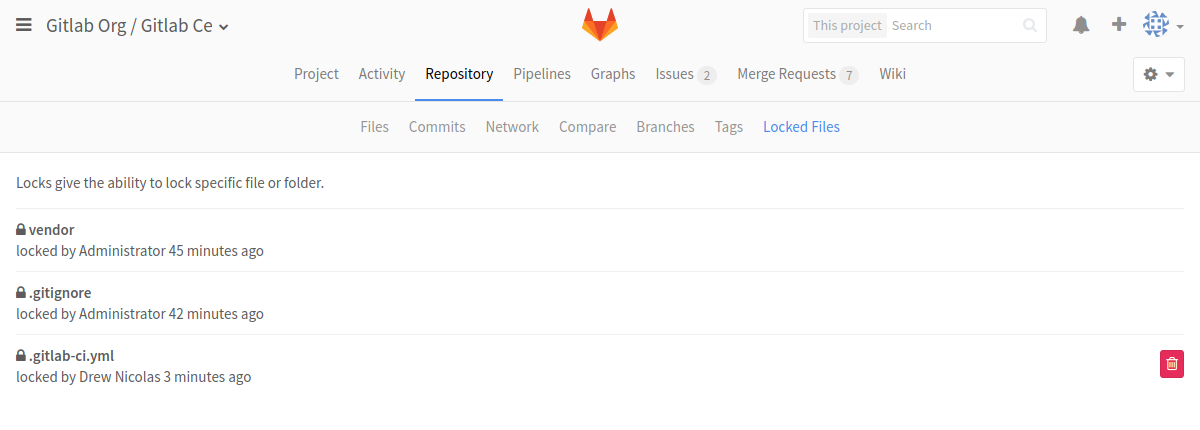 Gitlab Org / Gitlab Ce
This project Search
Project Activity Repository Pipelines Graphs Issues 2 Merge Requests 7 Wiki
Files Commits Network Compare Branches Tags Locked Files
Locks give the ability to lock specific file or folder.
vendor
locked by Administrator 45 minutes ago
.gitignore
locked by Administrator 42 minutes ago
.gitlab-ci.yml
locked by Drew Nicolas 3 minutes ago